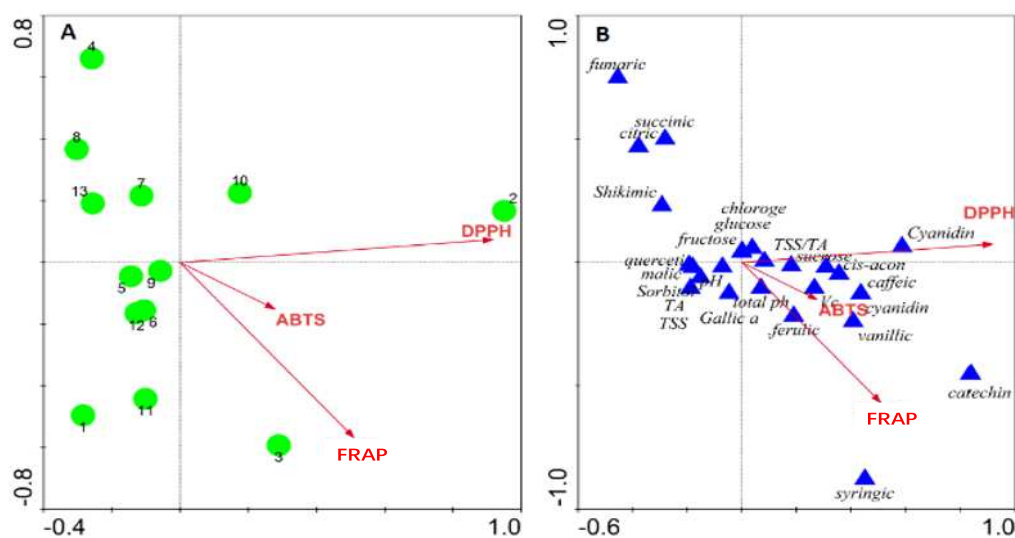 0.8
A
4
8
13
7
10
2
DPPH
5
9
ABTS
12
6
1
11
3
FRAP
-0.8
-0.4
1.0
1.0
B
fumaric
succinic
citric
Shikimic
chloroge
glucose
fructose
TSS/TA
sucrose
Cyanidin
DPPH
quercetin
malic
pH
cis-acon
caffeic
Sorbitol
TA
TSS
Gallic a
total ph
ABTS
cyanidin
ferulic
vanillic
catechin
FRAP
syringic
-1.0
-0.6
1.0